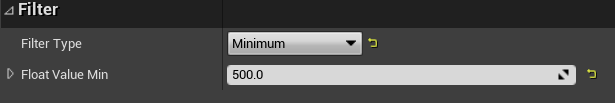 Filter
Filter Type Minimum
Float Value Min 500.0